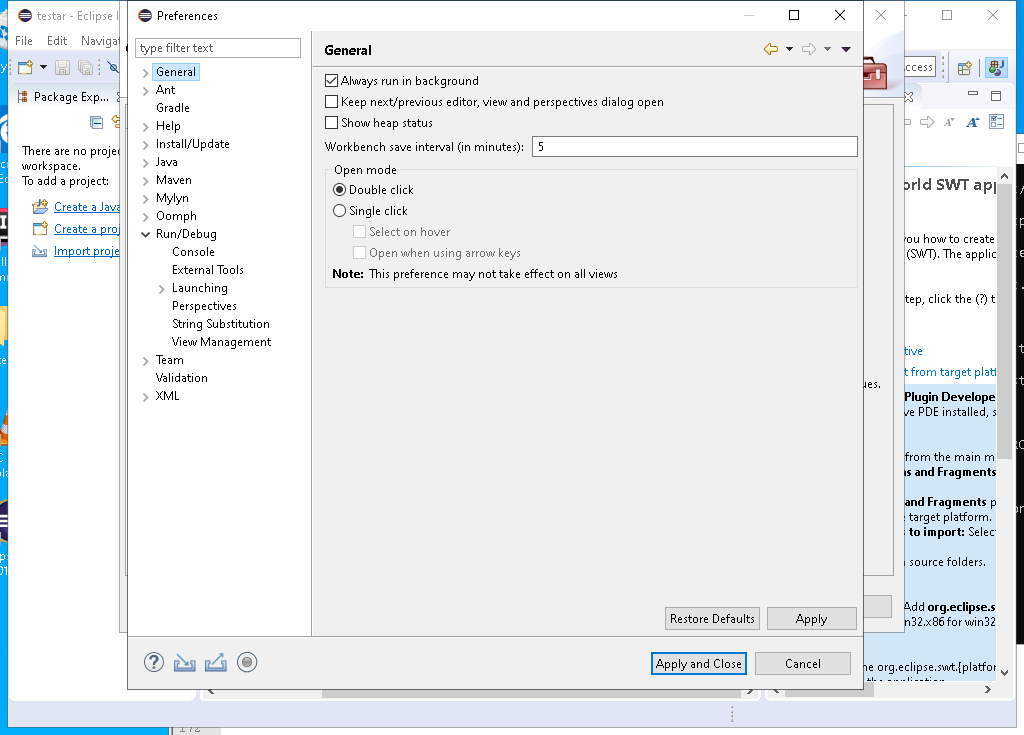 testar - Eclipse I
Preferences
File Edit Navigat
type filter text
General
General
Always run in background
Keep next/previous editor, view and perspectives dialog open
Show heap status
Workbench save interval (in minutes): 5
Open mode
Double click
Single click
Select on hover
Open when using arrow keys
Note: This preference may not take effect on all views
Ant
Gradle
Help
Install/Update
Java
Maven
Mylyn
Oomph
Run/Debug
Console
External Tools
Launching
Perspectives
String Substitution
View Management
Team
Validation
XML
Restore Defaults
Apply
Apply and Close
Cancel
Package Exp...
There are no projec
workspace.
To add a project:
Create a Java
Create a proj
Import proje
ccess
orld SWT app
you how to create
(SWT). The applic
tep, click the (?) t
tive
t from target platf
ues.
Plugin Develope
ve PDE installed, s
from the main m
ns and Fragments
and Fragments p
e target platform.
s to import: Selec
n source folders.
Add org.eclipse.s
n32.x86 for win32
he org.eclipse.swt.{platfor
the application
172